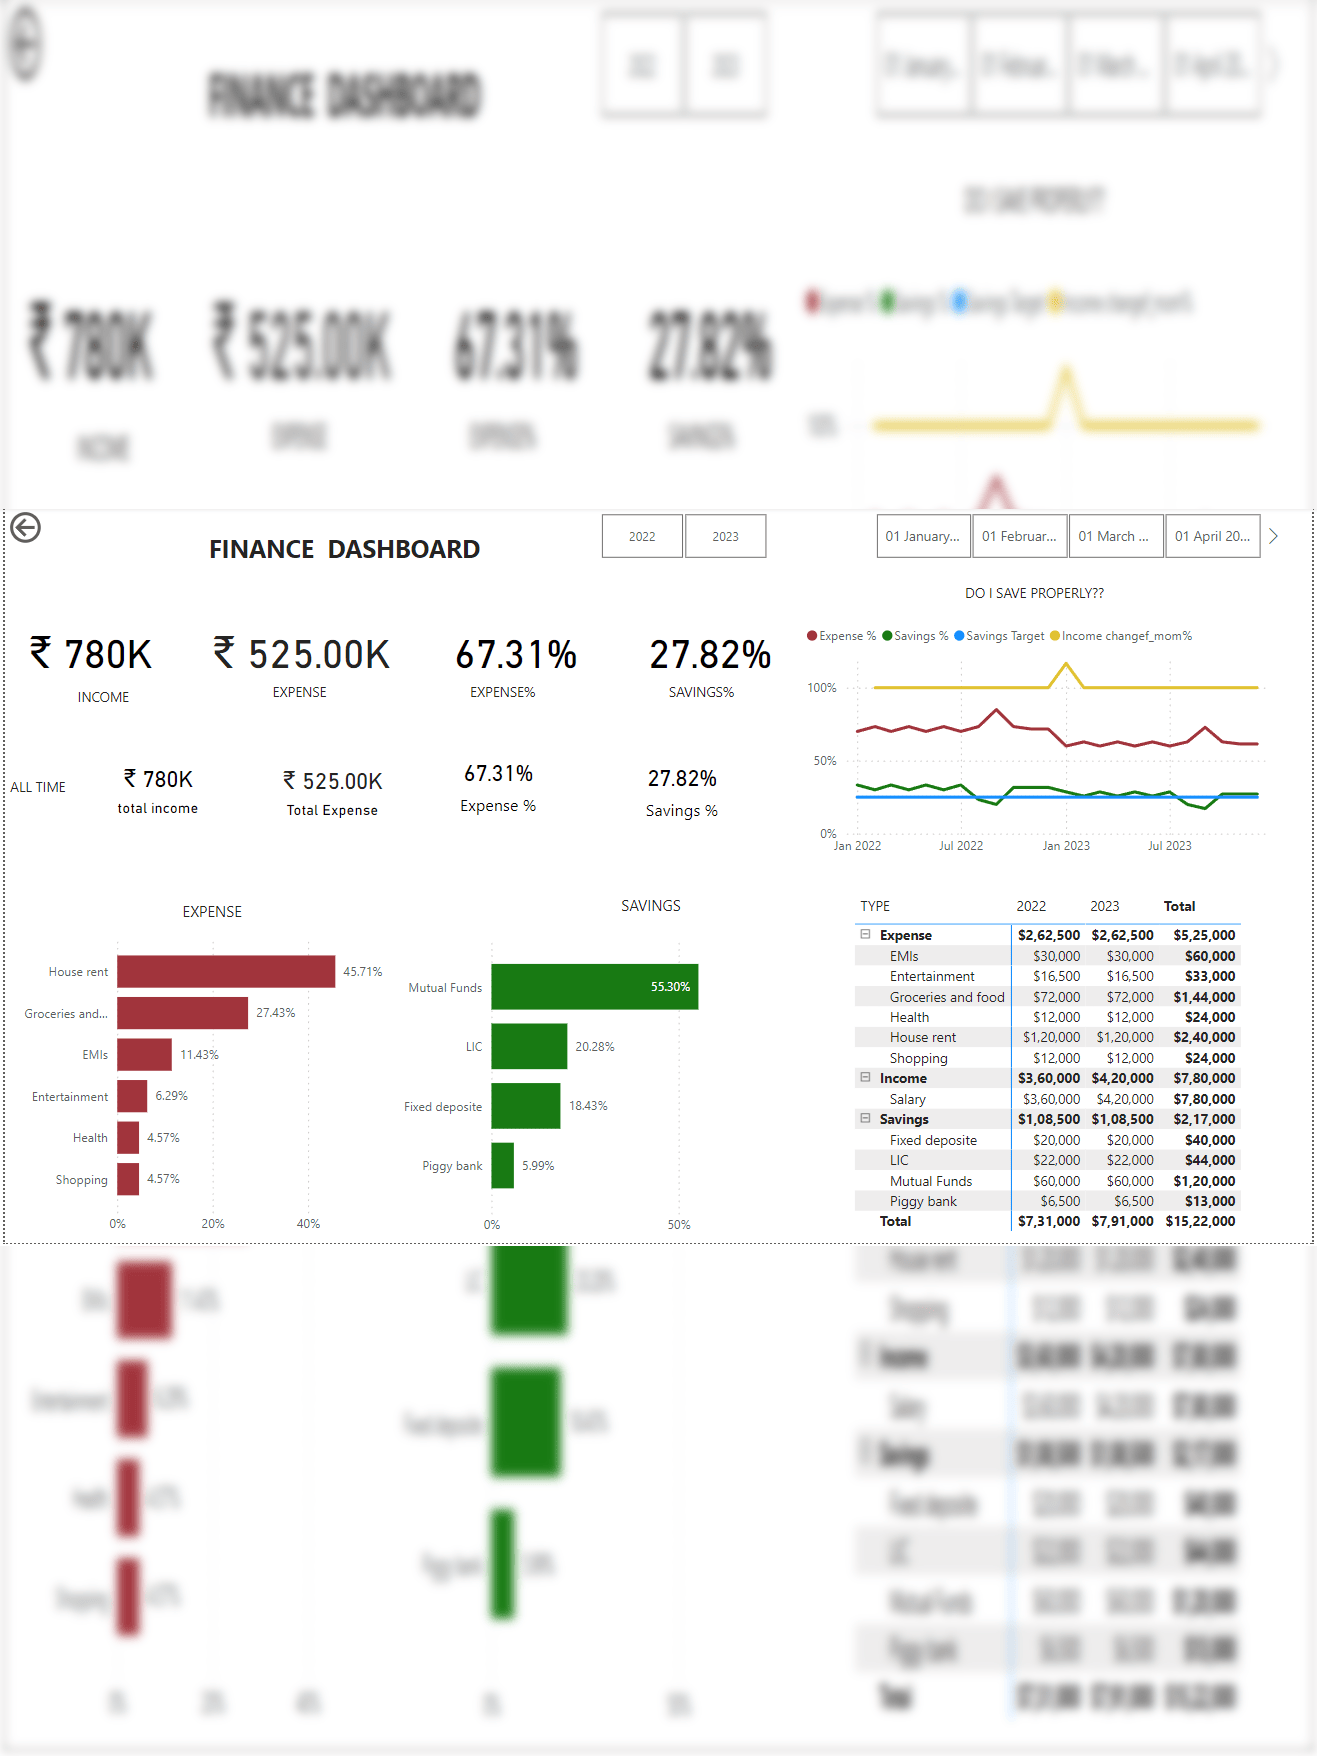 FINANCE DASHBOARD
2022
2023
01 January...
01 Februar...
01 March ...
01 April 20...
₹ 780K
INCOME
₹ 525.00K
EXPENSE
67.31%
EXPENSE%
27.82%
SAVINGS%
ALL TIME
₹ 780K
total income
₹ 525.00K
Total Expense
67.31%
Expense %
27.82%
Savings %
DO I SAVE PROPERLY??
Expense % Savings % Savings Target Income changef_mom%
100%
50%
0%
Jan 2022 Jul 2022 Jan 2023 Jul 2023
EXPENSE
House rent 45.71%
Groceries and... 27.43%
EMIs 11.43%
Entertainment 6.29%
Health 4.57%
Shopping 4.57%
0% 20% 40%
SAVINGS
Mutual Funds 55.30%
LIC 20.28%
Fixed deposite 18.43%
Piggy bank 5.99%
0% 50%
TYPE 2022 2023 Total
Expense $2,62,500 $2,62,500 $5,25,000
EMIs $30,000 $30,000 $60,000
Entertainment $16,500 $16,500 $33,000
Groceries and food $72,000 $72,000 $1,44,000
Health $12,000 $12,000 $24,000
House rent $1,20,000 $1,20,000 $2,40,000
Shopping $12,000 $12,000 $24,000
Income $3,60,000 $4,20,000 $7,80,000
Salary $3,60,000 $4,20,000 $7,80,000
Savings $1,08,500 $1,08,500 $2,17,000
Fixed deposite $20,000 $20,000 $40,000
LIC $22,000 $22,000 $44,000
Mutual Funds $60,000 $60,000 $1,20,000
Piggy bank $6,500 $6,500 $13,000
Total $7,31,000 $7,91,000 $15,22,000